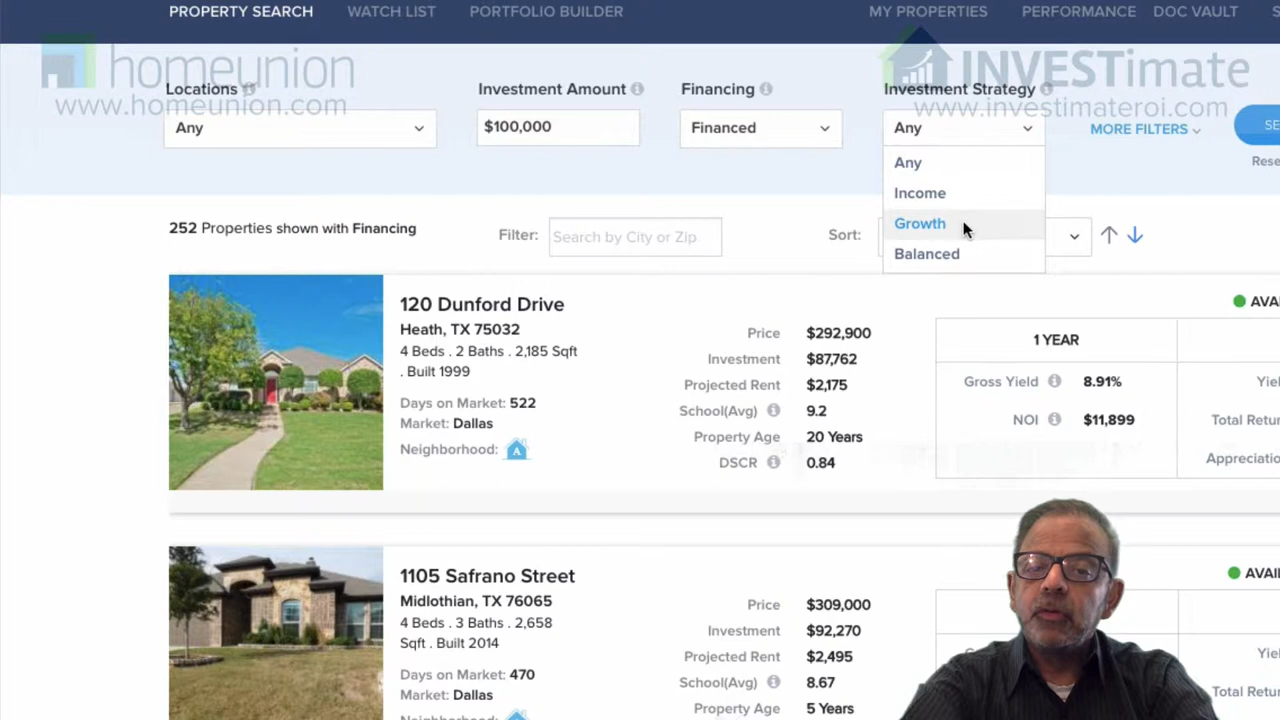 PROPERTY SEARCH WATCH LIST PORTFOLIO BUILDER MY PROPERTIES PERFORMANCE DOC VAULT
homeunion
www.homeunion.com
INVESTimate
www.investimateroi.com
Locations Investment Amount Financing Investment Strategy
Any $100,000 Financed Any MORE FILTERS
Any
Income
Growth
Balanced
252 Properties shown with Financing Filter: Search by City or Zip Sort:
120 Dunford Drive
Heath, TX 75032
4 Beds . 2 Baths . 2,185 Sqft
. Built 1999
Days on Market: 522
Market: Dallas
Neighborhood: A
Price $292,900
Investment $87,762
Projected Rent $2,175
School(Avg) 9.2
Property Age 20 Years
DSCR 0.84
1 YEAR
Gross Yield 8.91%
NOI $11,899
1105 Safrano Street
Midlothian, TX 76065
4 Beds . 3 Baths . 2,658
Sqft . Built 2014
Days on Market: 470
Market: Dallas
Price $309,000
Investment $92,270
Projected Rent $2,495
School(Avg) 8.67
Property Age 5 Years